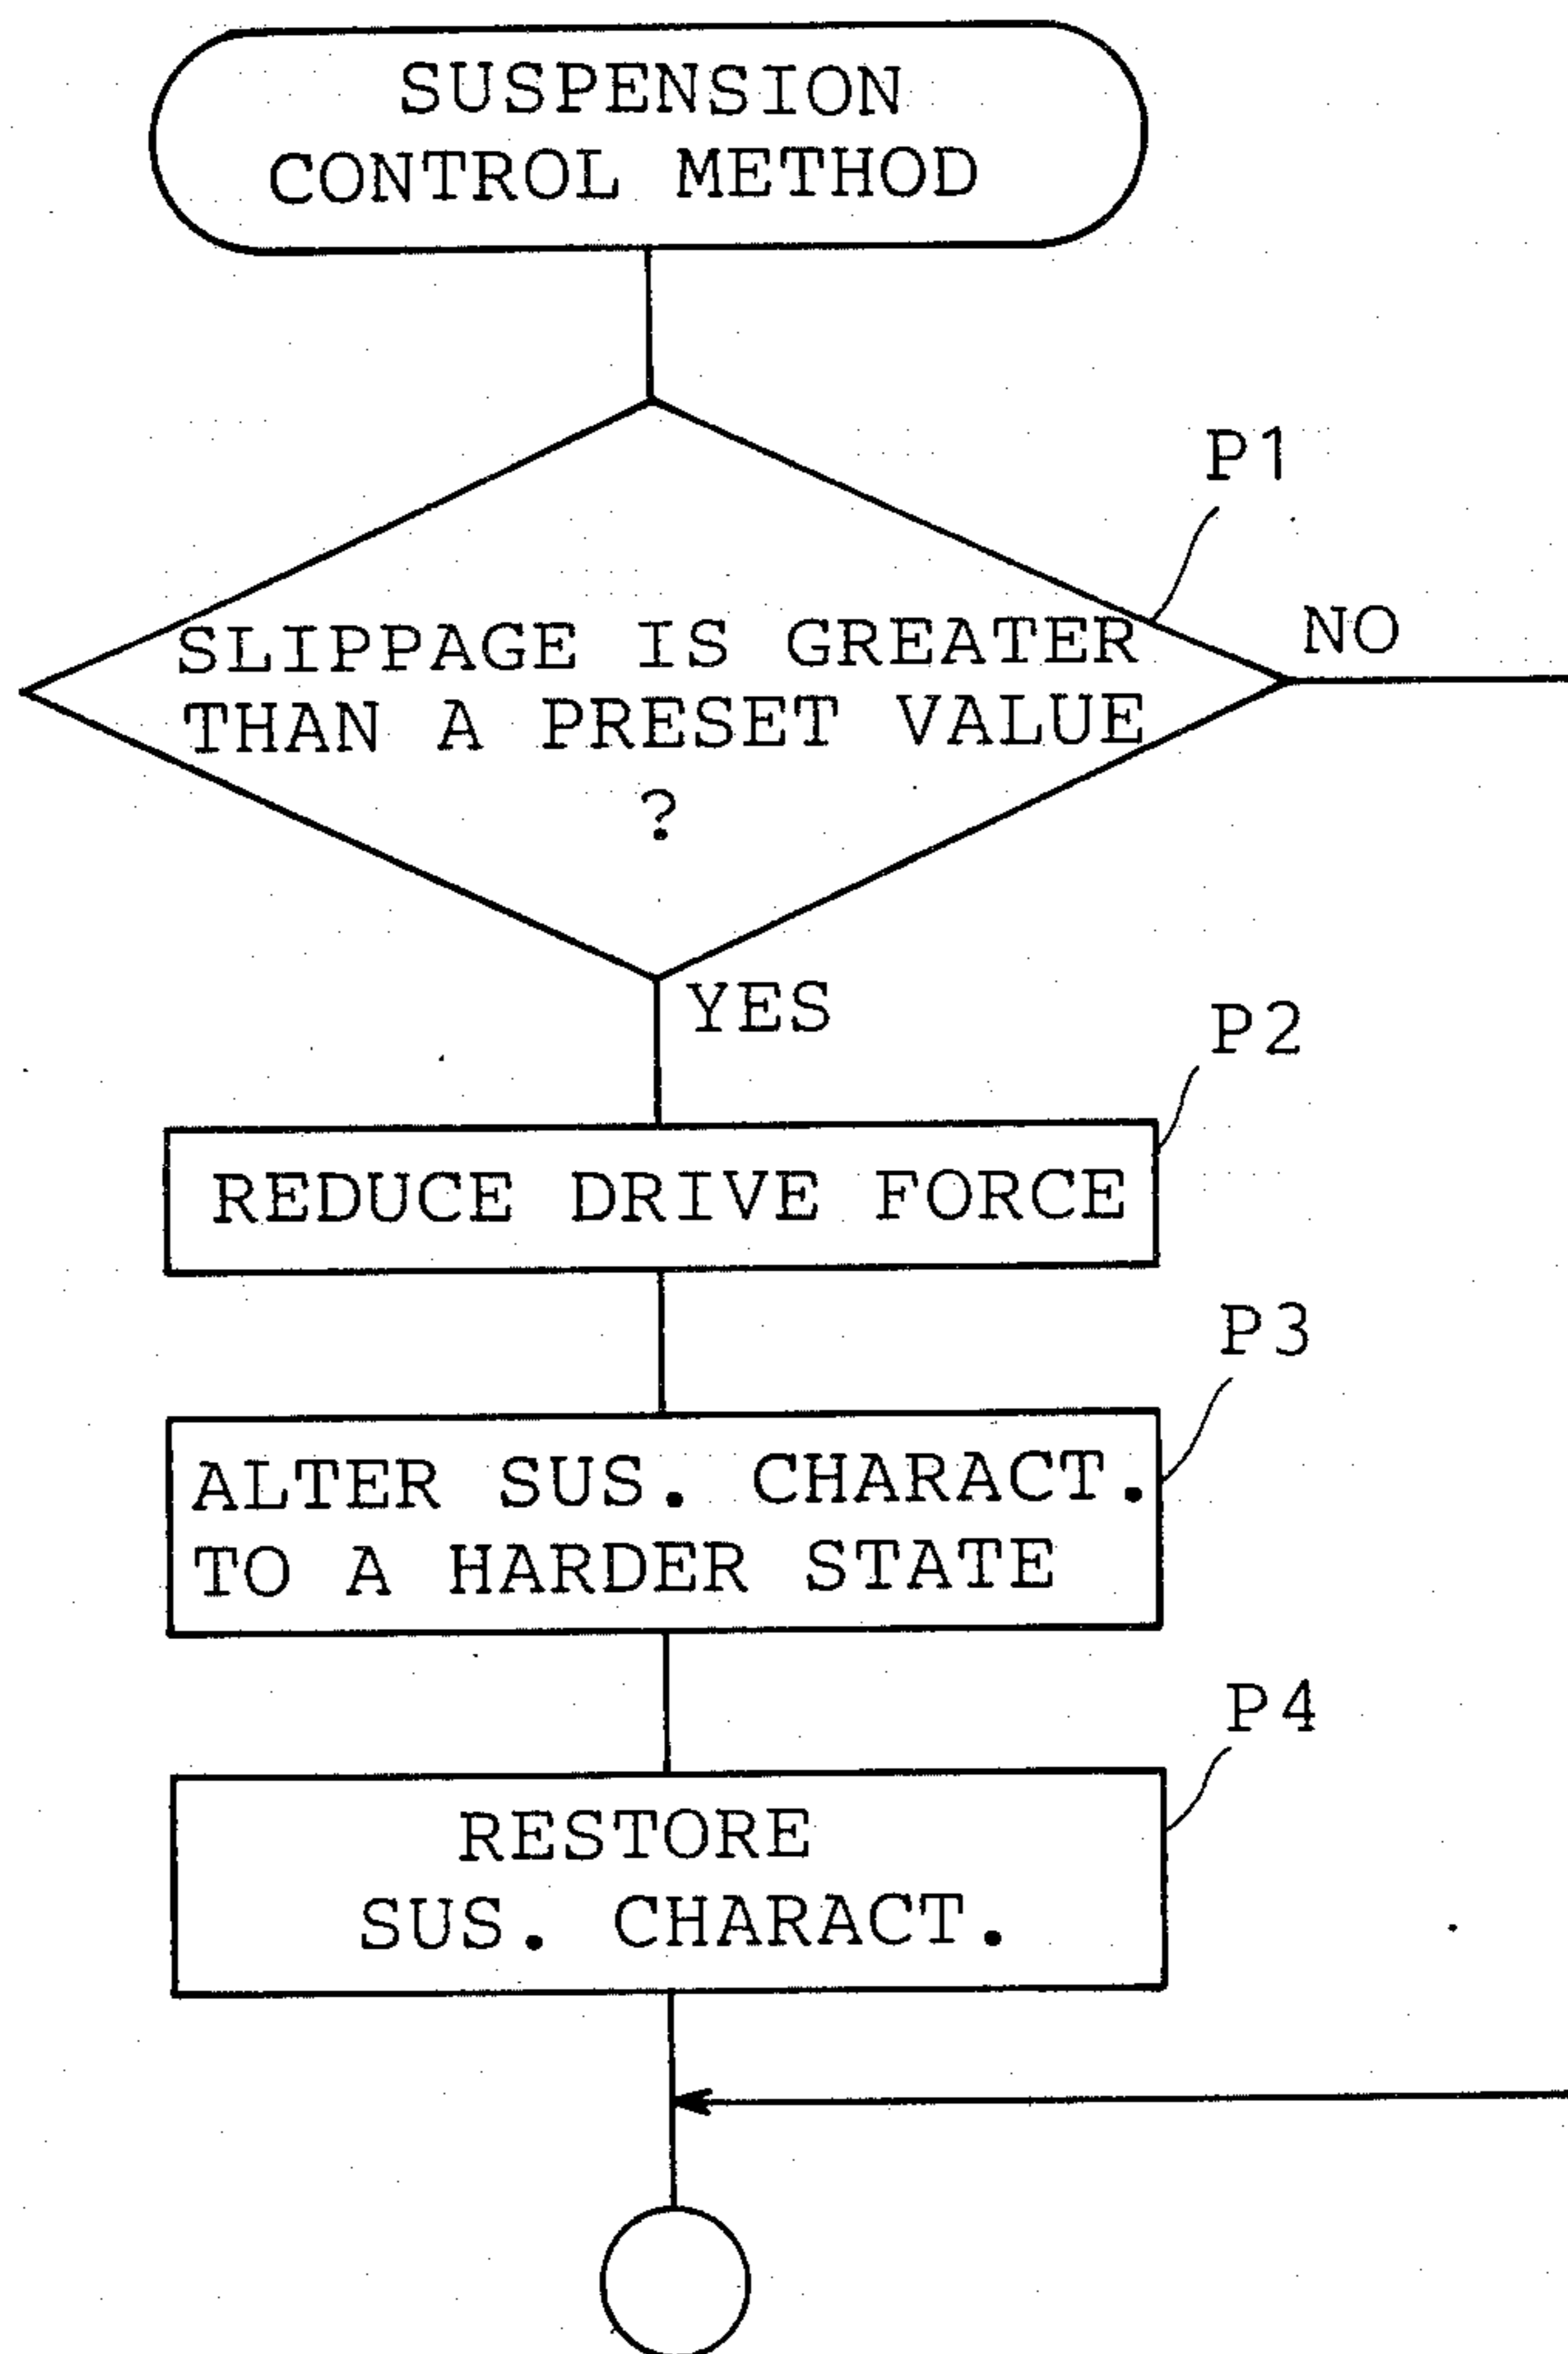 SUSPENSION
CONTROL METHOD
P1
SLIPPAGE IS GREATER
THAN A PRESET VALUE
?
NO
YES
P2
REDUCE DRIVE FORCE
P3
ALTER SUS. CHARACT.
TO A HARDER STATE
P4
RESTORE
SUS. CHARACT.